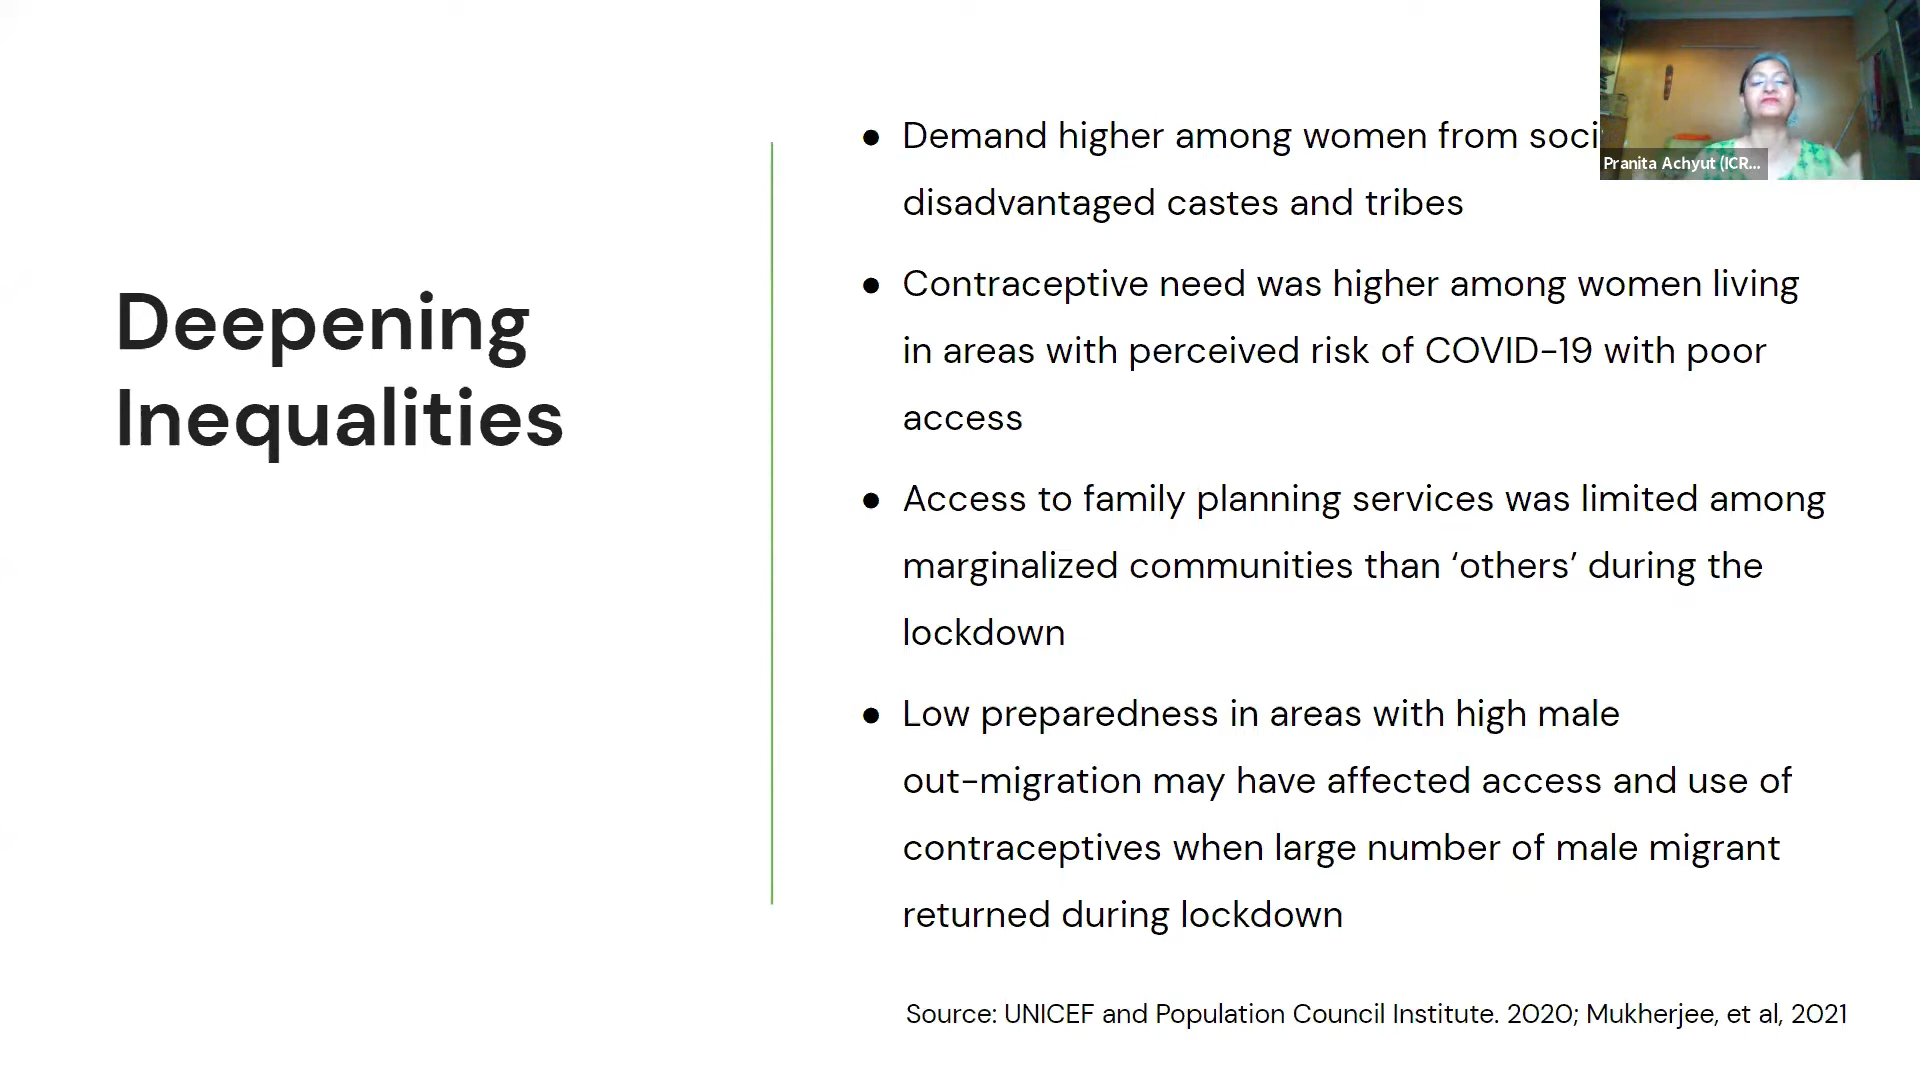 Deepening
Inequalities
● Demand higher among women from soci
disadvantaged castes and tribes
● Contraceptive need was higher among women living
in areas with perceived risk of COVID-19 with poor
access
● Access to family planning services was limited among
marginalized communities than ‘others’ during the
lockdown
● Low preparedness in areas with high male
out-migration may have affected access and use of
contraceptives when large number of male migrant
returned during lockdown
Source: UNICEF and Population Council Institute. 2020; Mukherjee, et al, 2021
Pranita Achyut (ICR...